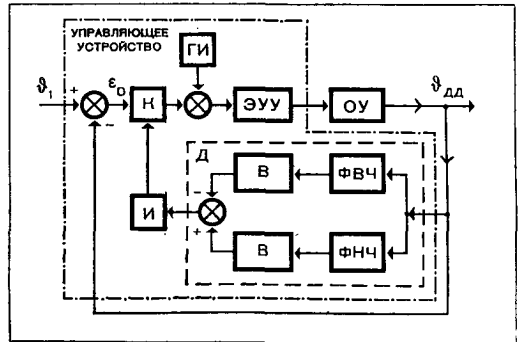 УПРАВЛЯЮЩЕЕ
УСТРОЙСТВО
ГИ
ϑ₁
+
ε₀
К
ЭУУ
ОУ
ϑДД
-
Д
В
ФВЧ
-
И
+
В
ФНЧ